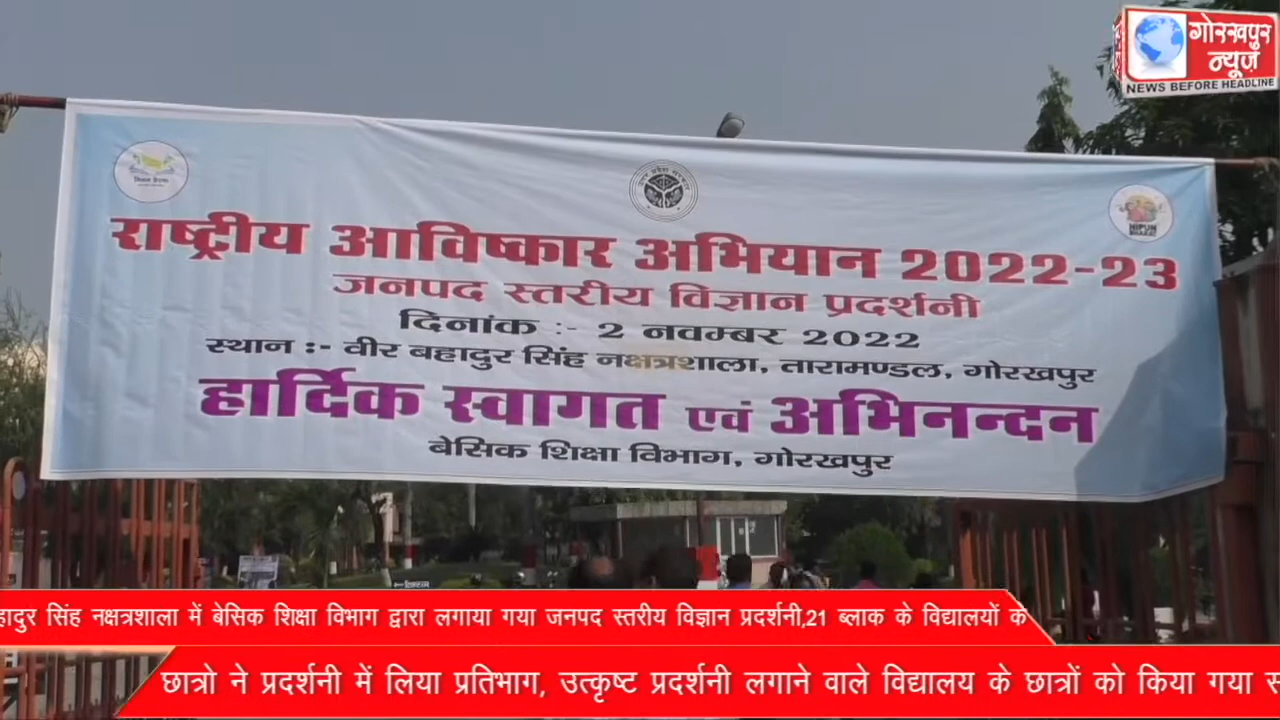 गोरखपुर
न्यूज़
NEWS BEFORE HEADLINE
राष्ट्रीय आविष्कार अभियान 2022-23
जनपद स्तरीय विज्ञान प्रदर्शनी
दिनांक :- 2 नवम्बर 2022
स्थान :- वीर बहादुर सिंह नक्षत्रशाला, तारामण्डल, गोरखपुर
हार्दिक स्वागत एवं अभिनन्दन
बेसिक शिक्षा विभाग, गोरखपुर
हादुर सिंह नक्षत्रशाला में बेसिक शिक्षा विभाग द्वारा लगाया गया जनपद स्तरीय विज्ञान प्रदर्शनी,21 ब्लाक के विद्यालयों के
छात्रो ने प्रदर्शनी में लिया प्रतिभाग, उत्कृष्ट प्रदर्शनी लगाने वाले विद्यालय के छात्रों को किया गया स